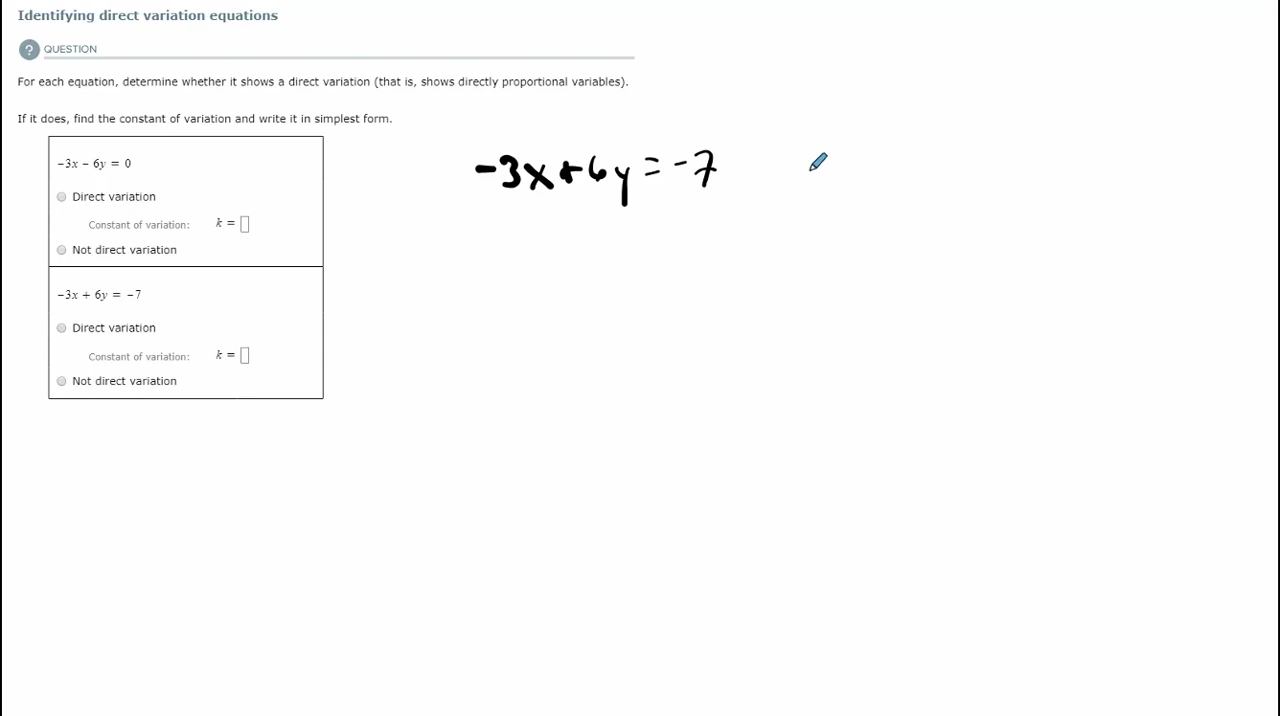 Identifying direct variation equations
? QUESTION
For each equation, determine whether it shows a direct variation (that is, shows directly proportional variables).
If it does, find the constant of variation and write it in simplest form.
−3x − 6y = 0
Direct variation
Constant of variation: k =
Not direct variation
−3x + 6y = −7
Direct variation
Constant of variation: k =
Not direct variation
-3x+6y=-7